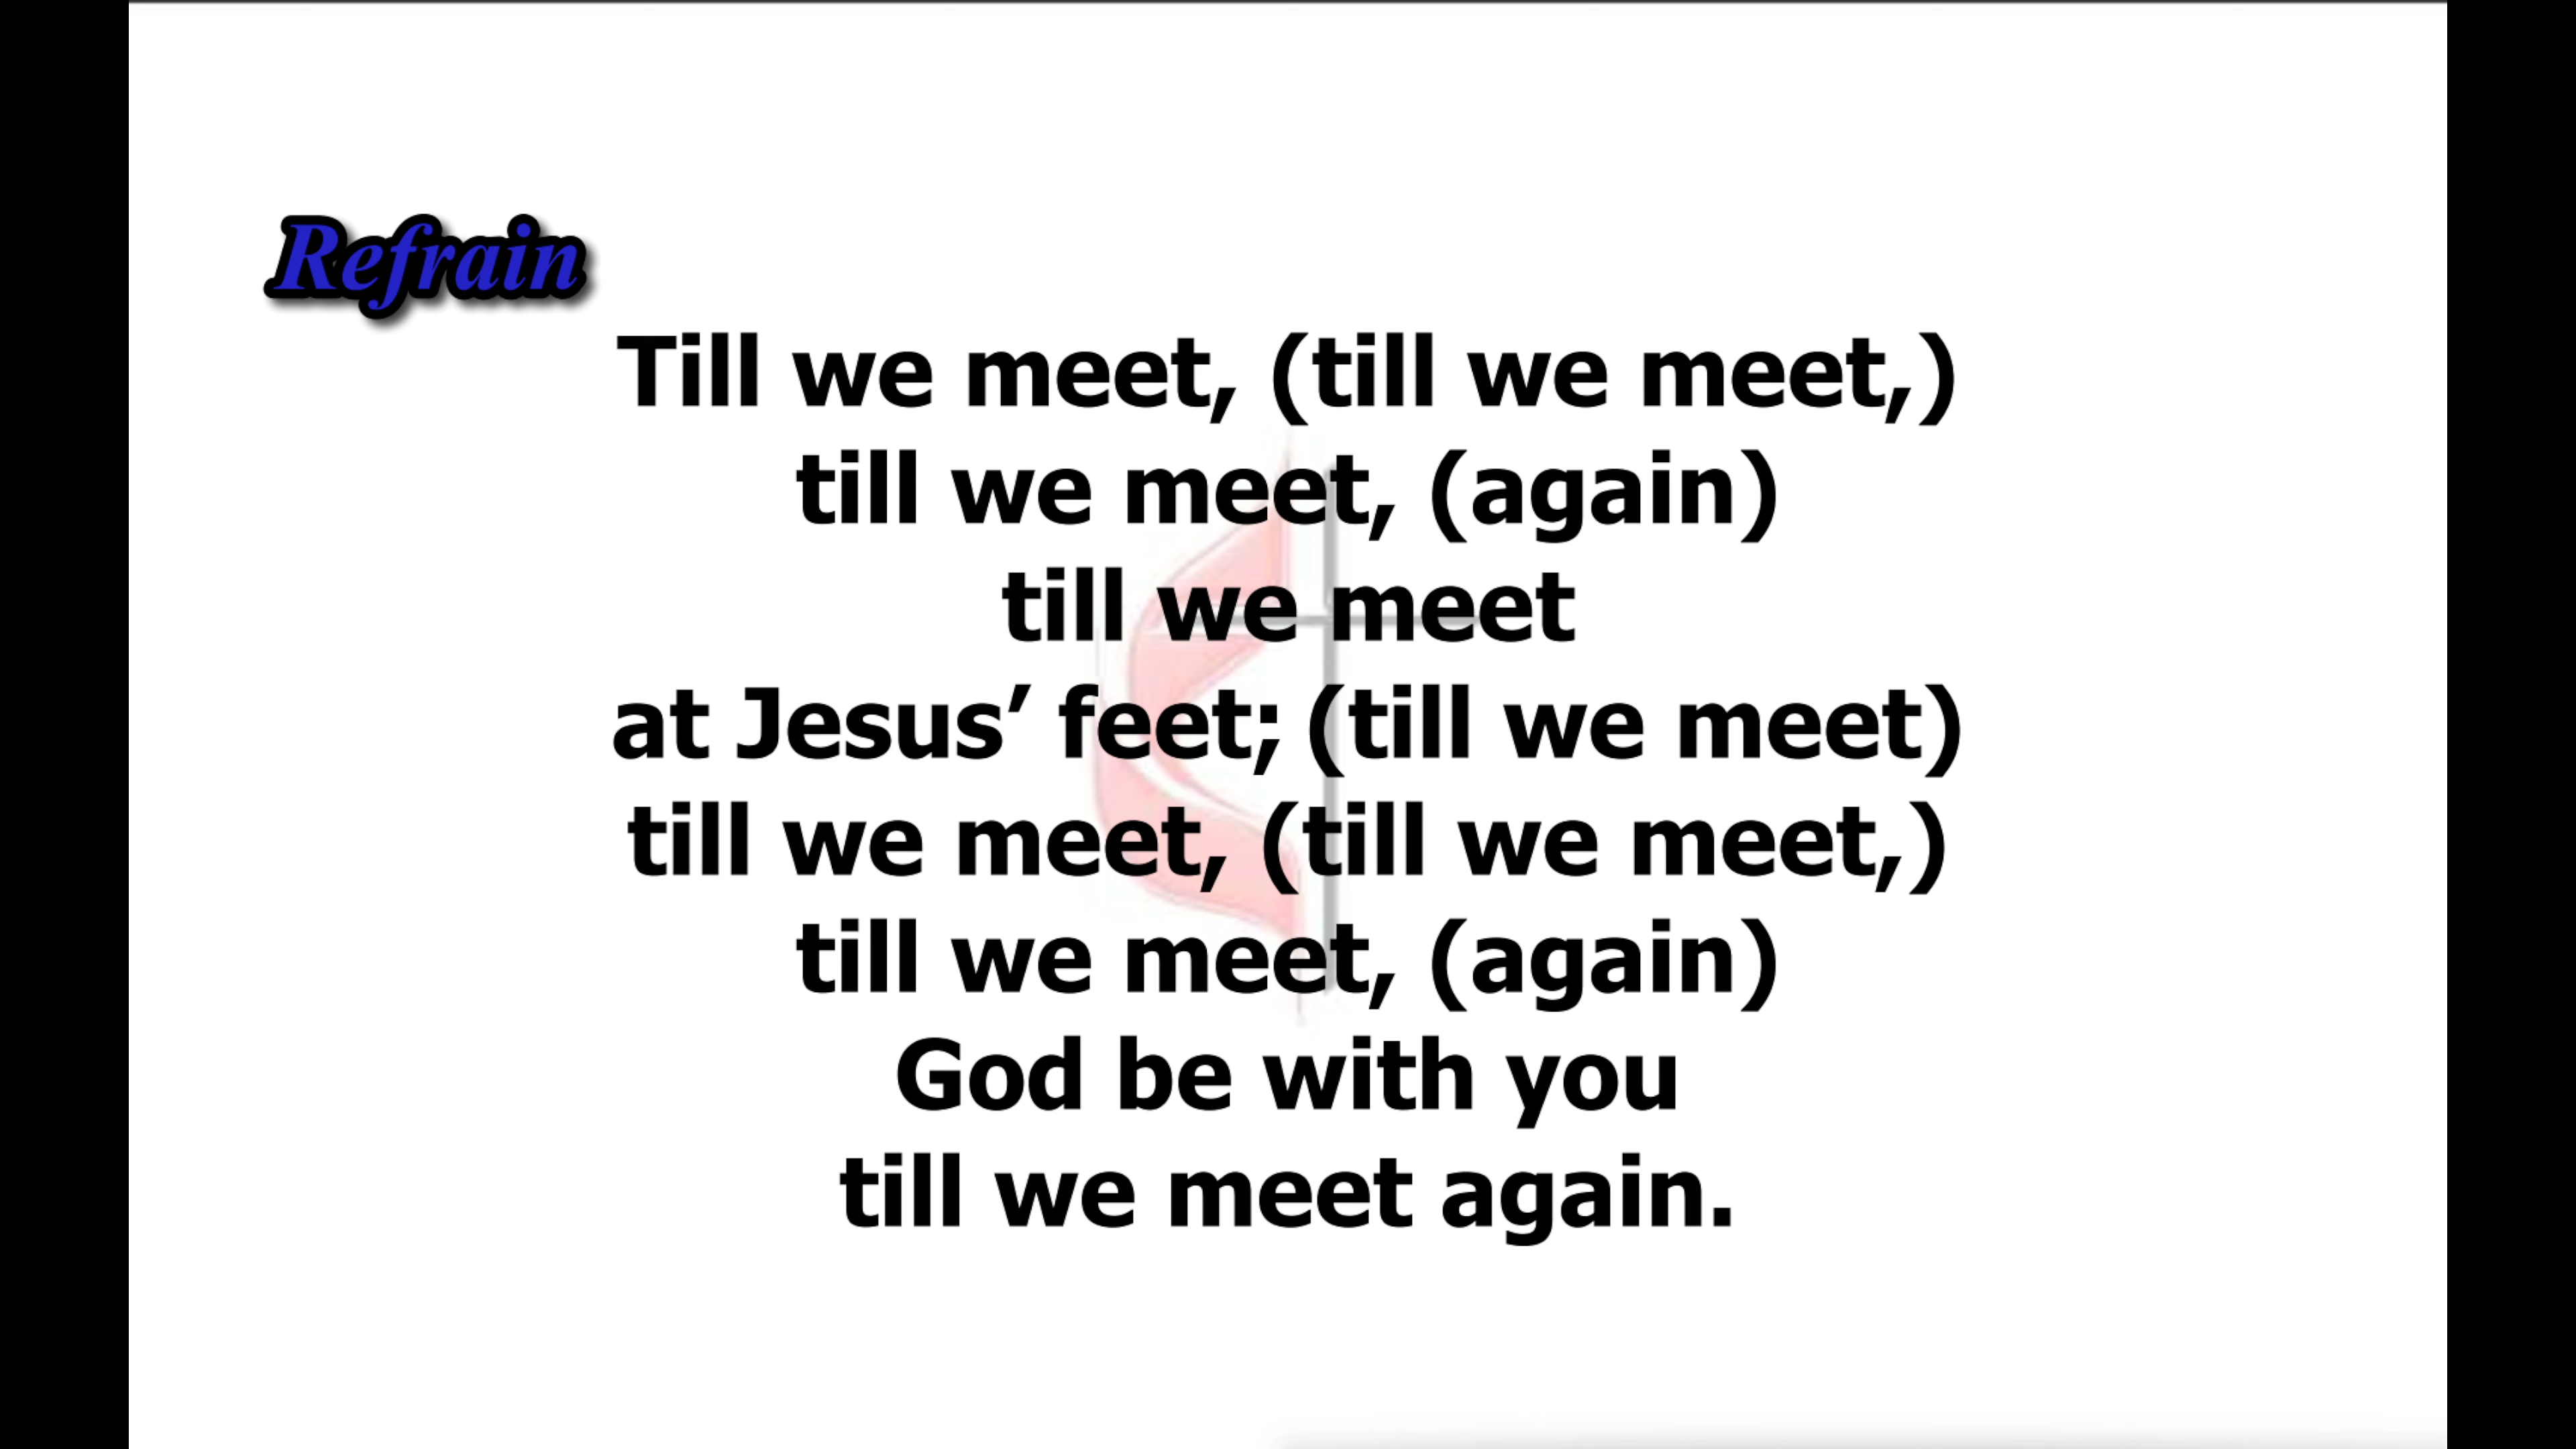 Refrain
Till we meet, (till we meet,)
till we meet, (again)
till we meet
at Jesus’ feet; (till we meet)
till we meet, (till we meet,)
till we meet, (again)
God be with you
till we meet again.